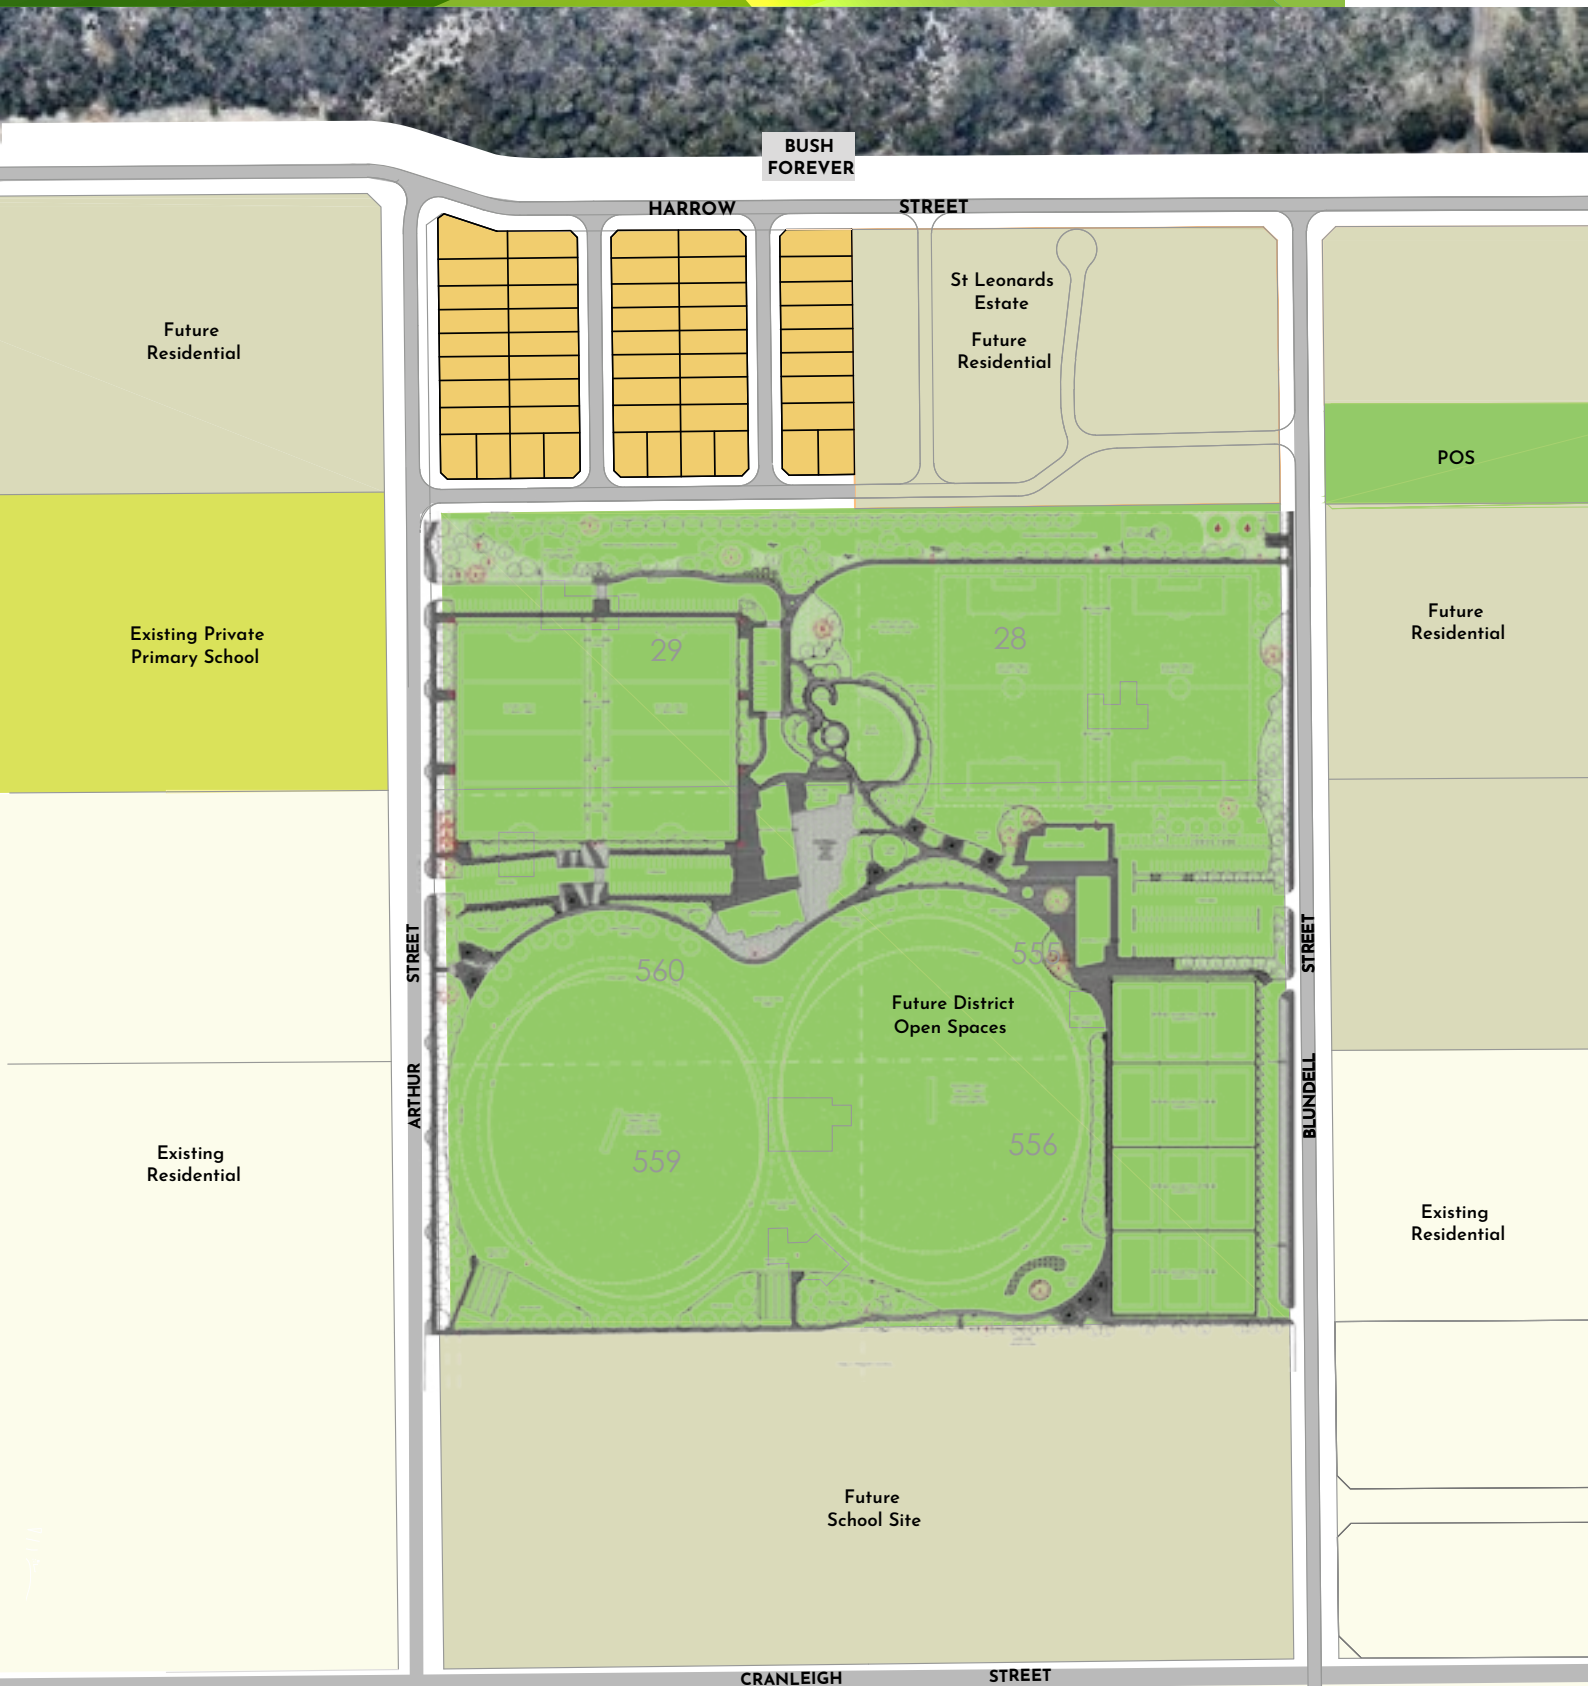 BUSH
FOREVER
HARROW STREET
St Leonards
Estate
Future
Residential
Future
Residential
POS
Existing Private
Primary School
29
28
Future
Residential
STREET
ARTHUR
560
555
Future District
Open Spaces
559
556
STREET
BLUNDELL
Existing
Residential
Existing
Residential
Future
School Site
CRANLEIGH STREET